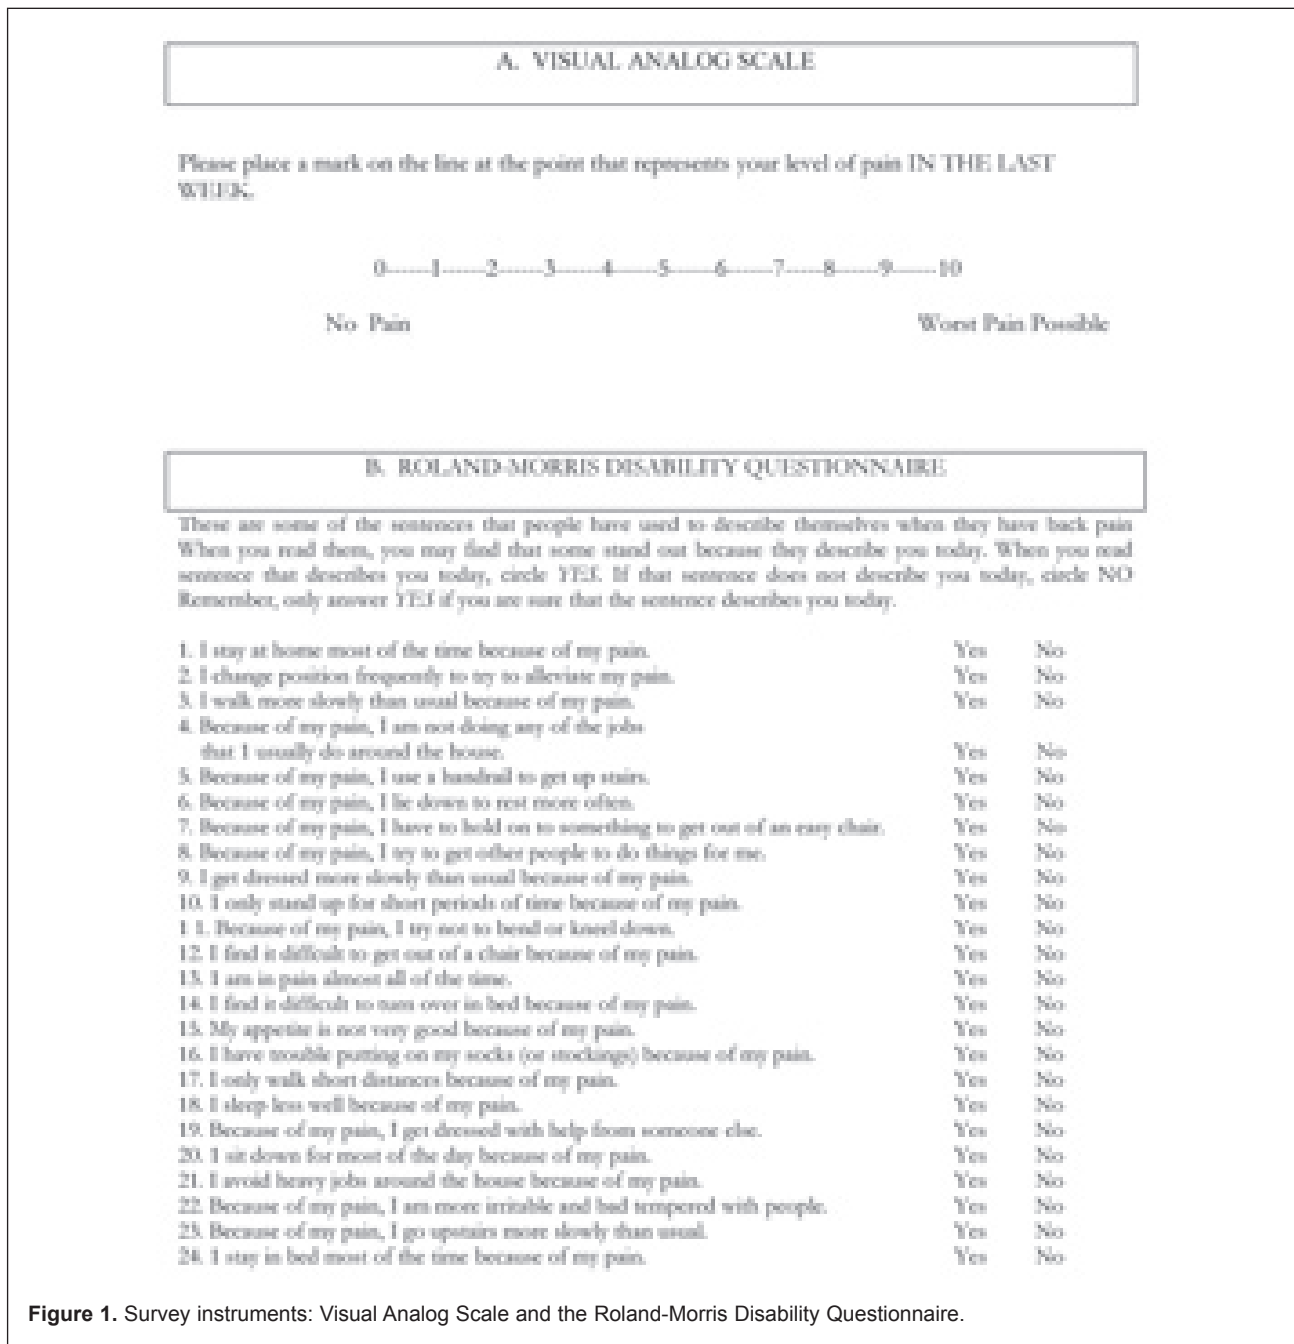 A. VISUAL ANALOG SCALE
Please place a mark on the line at the point that represents your level of pain IN THE LAST
WEEK.
0------1------2------3------4------5------6------7------8------9------10
No Pain Worst Pain Possible
B. ROLAND-MORRIS DISABILITY QUESTIONNAIRE
These are some of the sentences that people have used to describe themselves when they have back pain
When you read them, you may find that some stand out because they describe you today. When you read
sentence that describes you today, circle YES. If that sentence does not describe you today, circle NO
Remember, only answer YES if you are sure that the sentence describes you today.
1. I stay at home most of the time because of my pain. Yes No
2. I change position frequently to try to alleviate my pain. Yes No
3. I walk more slowly than usual because of my pain. Yes No
4. Because of my pain, I am not doing any of the jobs
that I usually do around the house. Yes No
5. Because of my pain, I use a handrail to get up stairs. Yes No
6. Because of my pain, I lie down to rest more often. Yes No
7. Because of my pain, I have to hold on to something to get out of an easy chair. Yes No
8. Because of my pain, I try to get other people to do things for me. Yes No
9. I get dressed more slowly than usual because of my pain. Yes No
10. I only stand up for short periods of time because of my pain. Yes No
1 1. Because of my pain, I try not to bend or kneel down. Yes No
12. I find it diffcult to get out of a chair because of my pain. Yes No
13. I am in pain almost all of the time. Yes No
14. I find it difficult to turn over in bed because of my pain. Yes No
15. My appetite is not very good because of my pain. Yes No
16. I have trouble putting on my socks (or stockings) because of my pain. Yes No
17. I only walk short distances because of my pain. Yes No
18. I sleep less well because of my pain. Yes No
19. Because of my pain, I get dressed with help from someone else. Yes No
20. I sit down for most of the day because of my pain. Yes No
21. I avoid heavy jobs around the house because of my pain. Yes No
22. Because of my pain, I am more irritable and bad tempered with people. Yes No
23. Because of my pain, I go upstairs more slowly than usual. Yes No
24. I stay in bed most of the time because of my pain. Yes No
Figure 1. Survey instruments: Visual Analog Scale and the Roland-Morris Disability Questionnaire.